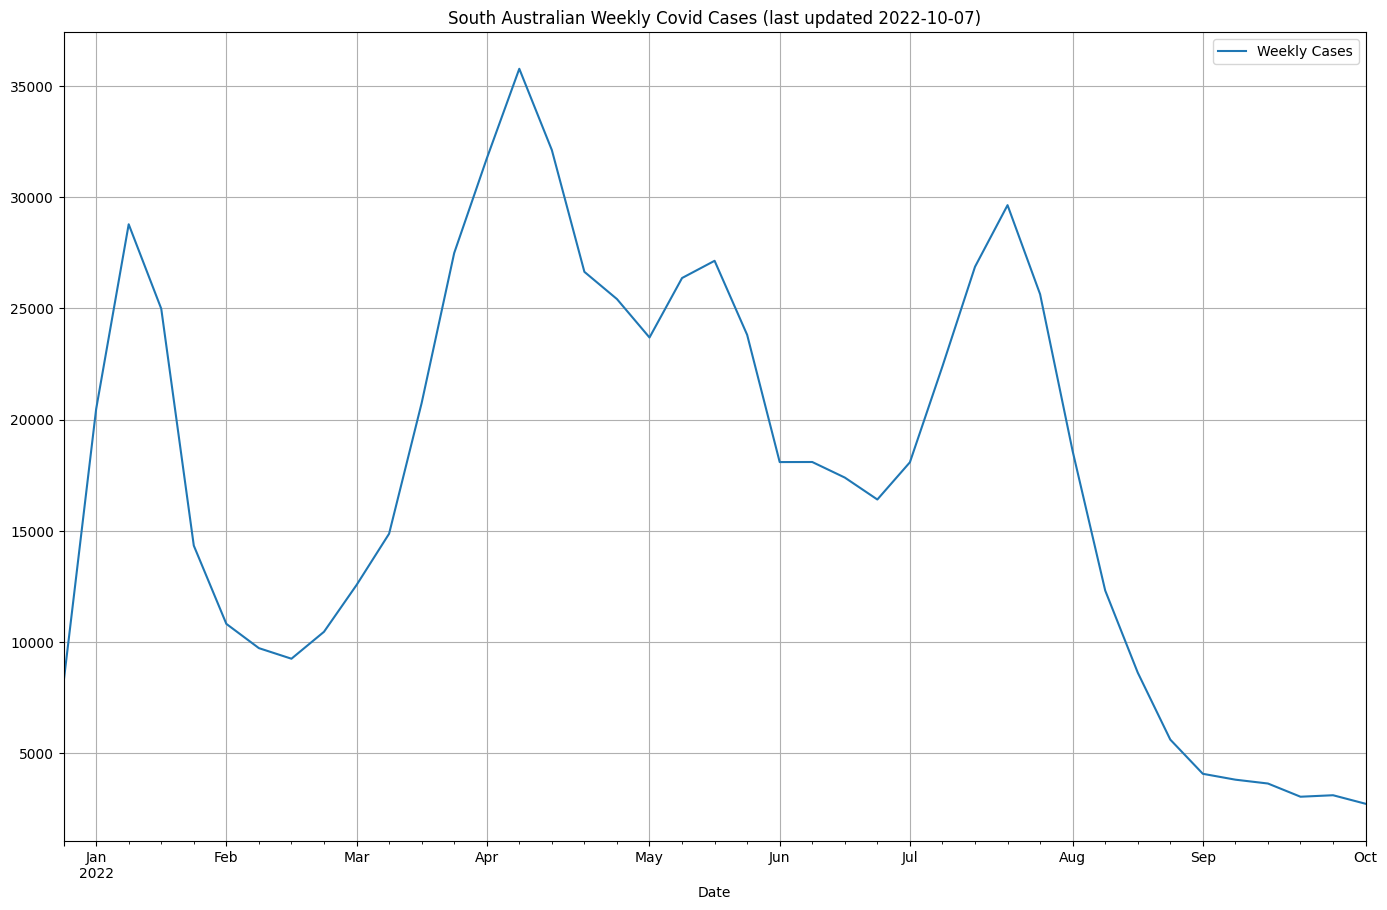 South Australian Weekly Covid Cases (last updated 2022-10-07)
Weekly Cases
35000
30000
25000
20000
15000
10000
5000
Jan Feb Mar Apr May Jun Jul Aug Sep Oct
2022
Date